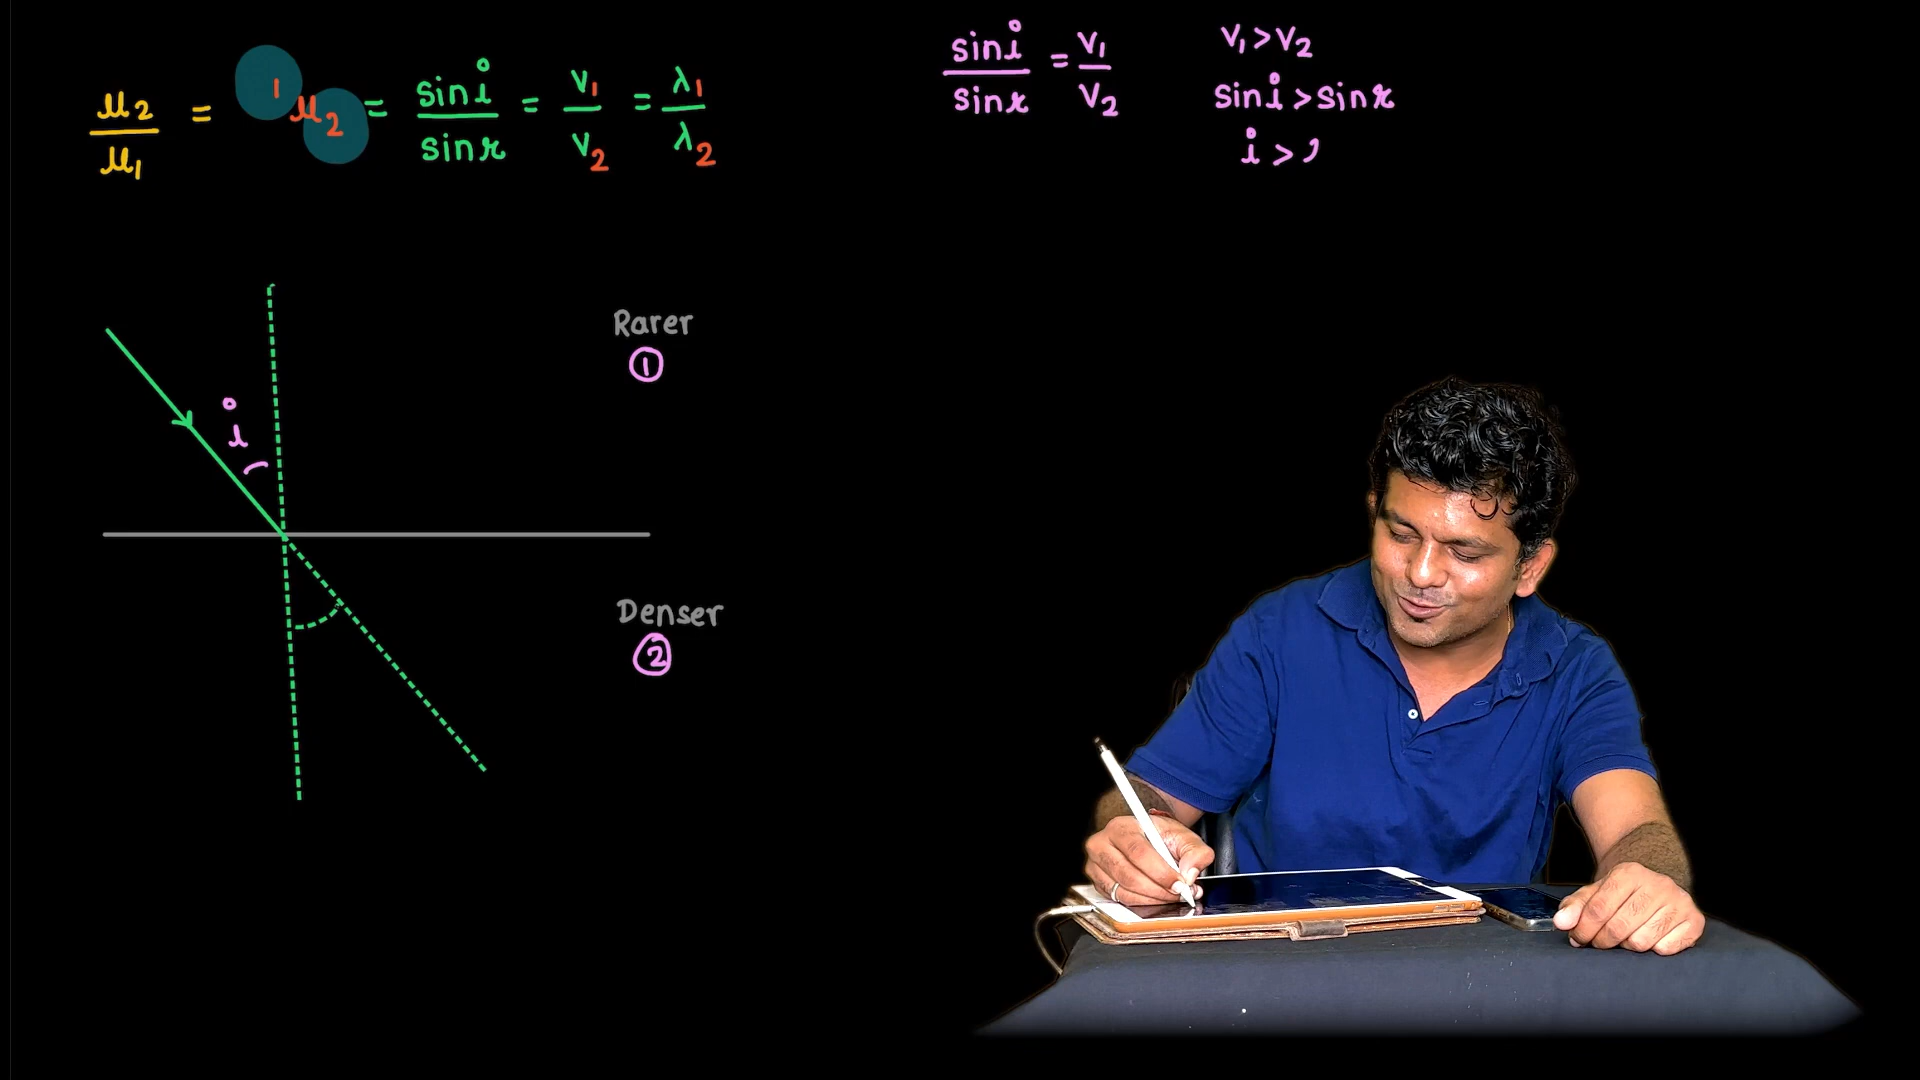 μ2/μ1 = ¹μ2 = sin i/sin r = v1/v2 = λ1/λ2
sin i/sin r = v1/v2
v1 > v2
sin i > sin r
i >
Rarer
1
i
Denser
2